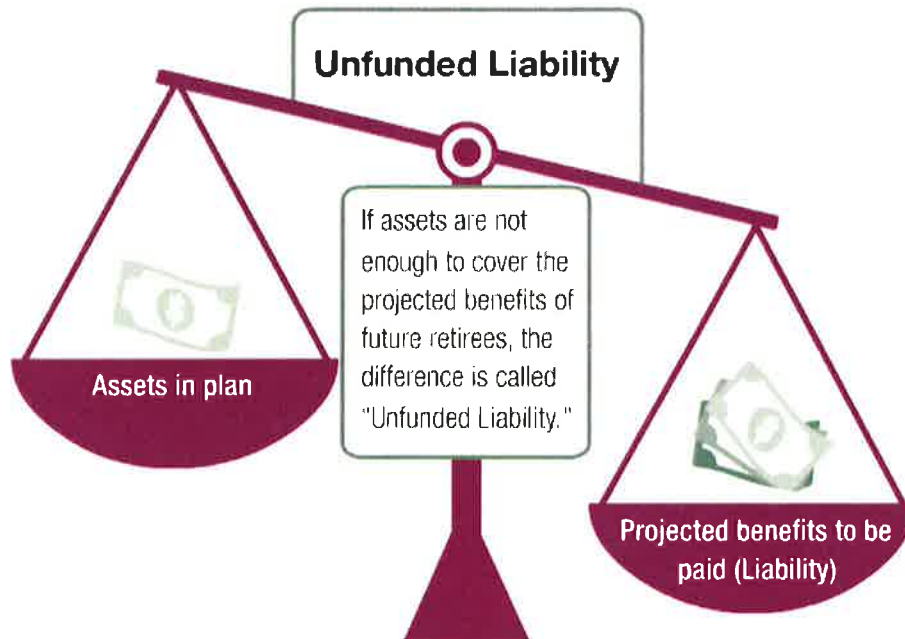 Unfunded Liability
If assets are not
enough to cover the
projected benefits of
future retirees, the
difference is called
"Unfunded Liability."
Assets in plan
Projected benefits to be
paid (Liability)